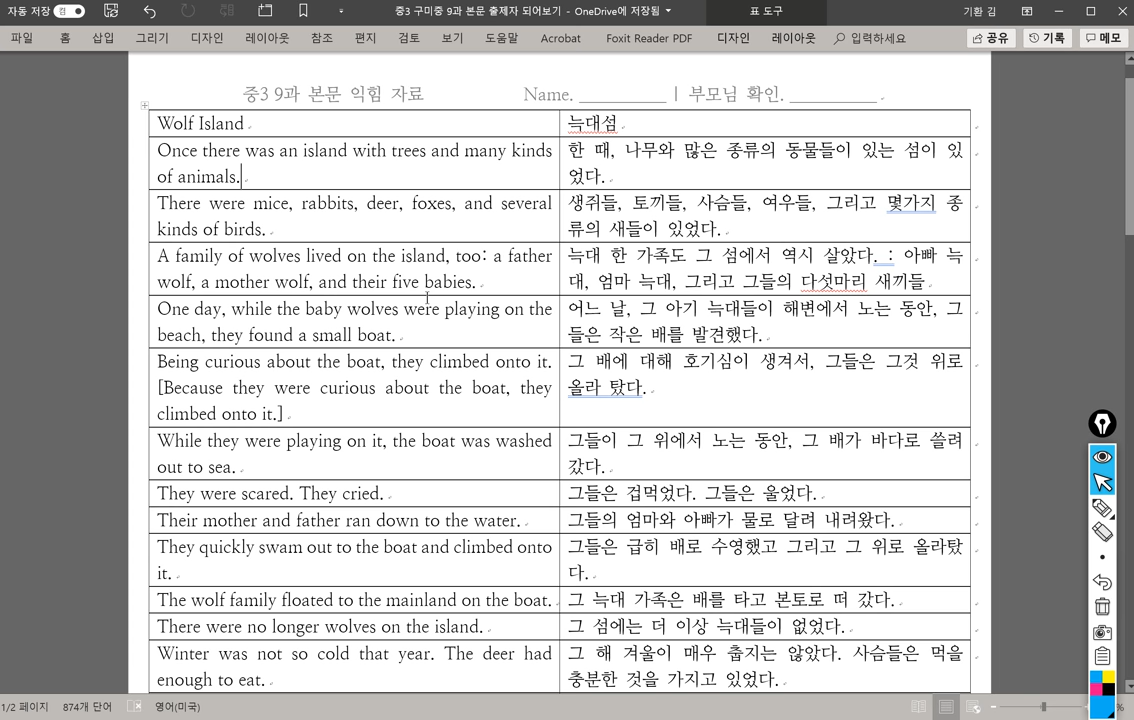 자동 저장 컴 중3 구미중 9과 본문 출제자 되어보기 - OneDrive에 저장됨 표 도구 기환 김
파일 홈 삽입 그리기 디자인 레이아웃 참조 편지 검토 보기 도움말 Acrobat Foxit Reader PDF 디자인 레이아웃 입력하세요 공유 기록 메모
중3 9과 본문 익힘 자료 Name. __________ | 부모님 확인. __________
Wolf Island
늑대섬
Once there was an island with trees and many kinds
of animals.
한 때, 나무와 많은 종류의 동물들이 있는 섬이 있
었다.
There were mice, rabbits, deer, foxes, and several
kinds of birds.
생쥐들, 토끼들, 사슴들, 여우들, 그리고 몇가지 종
류의 새들이 있었다.
A family of wolves lived on the island, too: a father
wolf, a mother wolf, and their five babies.
늑대 한 가족도 그 섬에서 역시 살았다. : 아빠 늑
대, 엄마 늑대, 그리고 그들의 다섯마리 새끼들
One day, while the baby wolves were playing on the
beach, they found a small boat.
어느 날, 그 아기 늑대들이 해변에서 노는 동안, 그
들은 작은 배를 발견했다.
Being curious about the boat, they climbed onto it.
[Because they were curious about the boat, they
climbed onto it.]
그 배에 대해 호기심이 생겨서, 그들은 그것 위로
올라 탔다.
While they were playing on it, the boat was washed
out to sea.
그들이 그 위에서 노는 동안, 그 배가 바다로 쓸려
갔다.
They were scared. They cried.
그들은 겁먹었다. 그들은 울었다.
Their mother and father ran down to the water.
그들의 엄마와 아빠가 물로 달려 내려왔다.
They quickly swam out to the boat and climbed onto
it.
그들은 급히 배로 수영했고 그리고 그 위로 올라탔
다.
The wolf family floated to the mainland on the boat.
그 늑대 가족은 배를 타고 본토로 떠 갔다.
There were no longer wolves on the island.
그 섬에는 더 이상 늑대들이 없었다.
Winter was not so cold that year. The deer had
enough to eat.
그 해 겨울이 매우 춥지는 않았다. 사슴들은 먹을
충분한 것을 가지고 있었다.
1/2 페이지 874개 단어 영어(미국) %